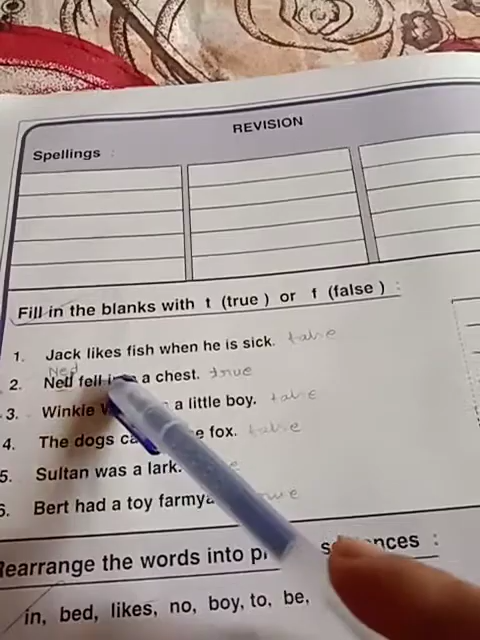 REVISION
Spellings :
Fill in the blanks with t (true ) or f (false ) :
1. Jack likes fish when he is sick. false
Ned
2. Nell fell in a chest. true
3. Winkie a little boy. false
4. The dogs fox. false
5. Sultan was a lark.
6. Bert had a toy
Rearrange the words into :
in, bed, likes, no, boy, to, be,